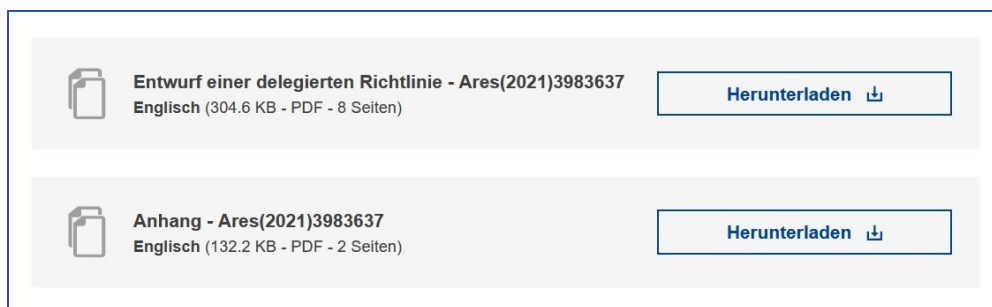 Entwurf einer delegierten Richtlinie - Ares(2021)3983637
Englisch (304.6 KB - PDF - 8 Seiten)
Herunterladen
Anhang - Ares(2021)3983637
Englisch (132.2 KB - PDF - 2 Seiten)
Herunterladen